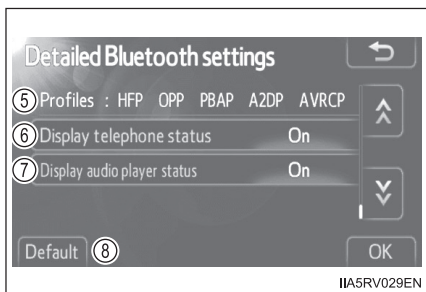 Detailed Bluetooth settings
5 Profiles : HFP OPP PBAP A2DP AVRCP
6 Display telephone status On
7 Display audio player status On
Default 8 OK
IIA5RV029EN